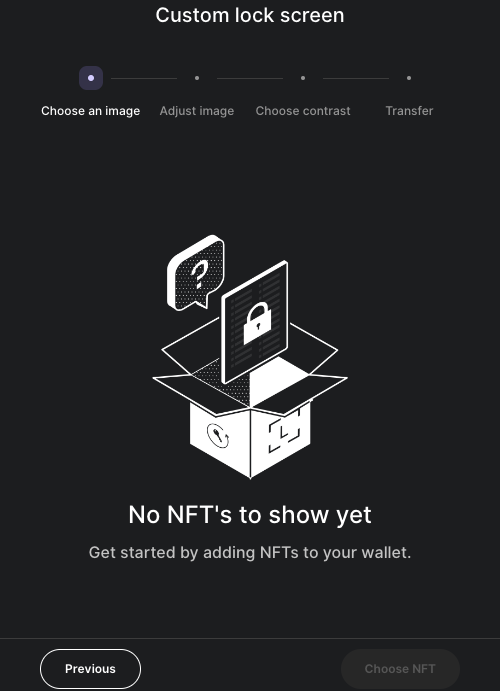 Custom lock screen
Choose an image Adjust image Choose contrast Transfer
?
No NFT's to show yet
Get started by adding NFTs to your wallet.
Previous Choose NFT